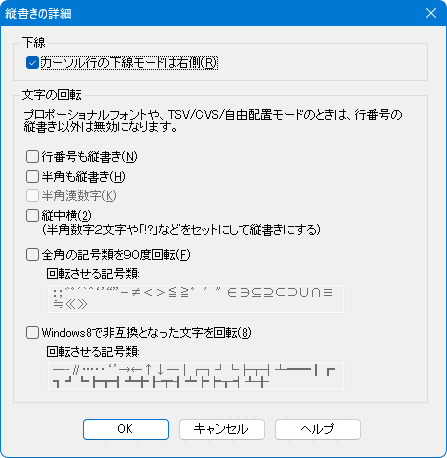 縦書きの詳細
下線
カーソル行の下線モードは右側(R)
文字の回転
プロポーショナルフォントや、TSV/CVS/自由配置モードのときは、行番号の
縦書き以外は無効になります。
行番号も縦書き(N)
半角も縦書き(H)
半角漢数字(K)
縦中横(2)
(半角数字2文字や「!?」などをセットにして縦書きにする)
全角の記号類を90度回転(F)
回転させる記号類:
≒≪≫
Windows8で非互換となった文字を回転(8)
回転させる記号類:
OK
キャンセル
ヘルプ